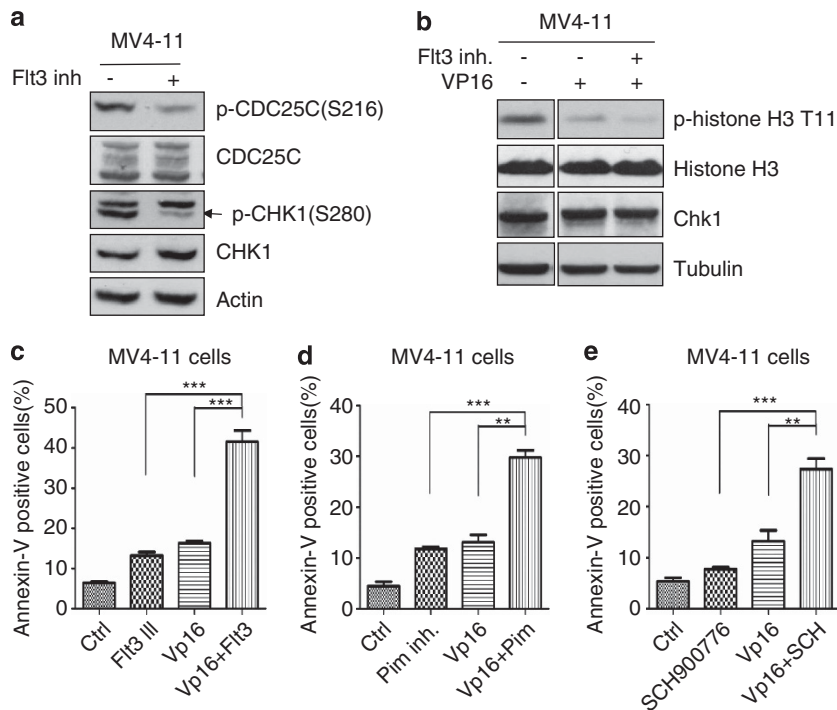 a
MV4-11
Flt3 inh - +
p-CDC25C(S216)
CDC25C
p-CHK1(S280)
CHK1
Actin
b
MV4-11
Flt3 inh. - - +
VP16 - + +
p-histone H3 T11
Histone H3
Chk1
Tubulin
c
MV4-11 cells
Annexin-V positive cells(%)
50
40
30
20
10
0
***
***
Ctrl
Flt3 III
Vp16
Vp16+Flt3
d
MV4-11 cells
Annexin-V positive cells(%)
40
30
20
10
0
***
**
Ctrl
Pim inh.
Vp16
Vp16+Pim
e
MV4-11 cells
Annexin-V positive cells(%)
40
30
20
10
0
***
**
Ctrl
SCH900776
Vp16
Vp16+SCH